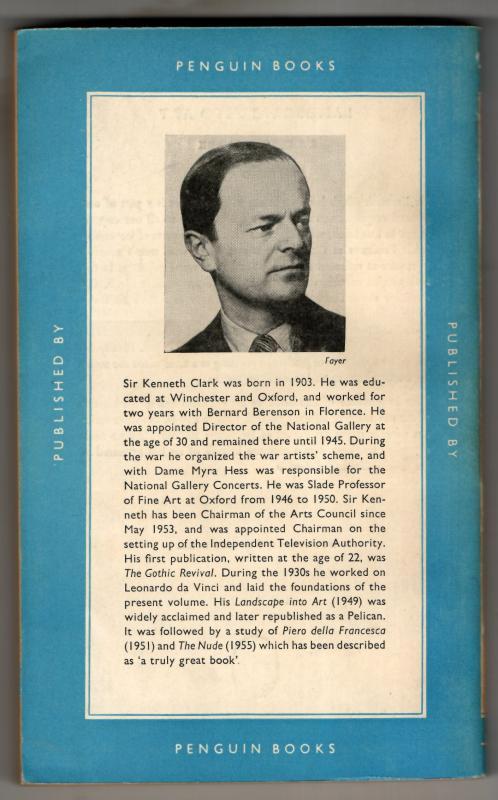 PENGUIN BOOKS
PUBLISHED BY
Fayer
Sir Kenneth Clark was born in 1903. He was edu-
cated at Winchester and Oxford, and worked for
two years with Bernard Berenson in Florence. He
was appointed Director of the National Gallery at
the age of 30 and remained there until 1945. During
the war he organized the war artists' scheme, and
with Dame Myra Hess was responsible for the
National Gallery Concerts. He was Slade Professor
of Fine Art at Oxford from 1946 to 1950. Sir Ken-
neth has been Chairman of the Arts Council since
May 1953, and was appointed Chairman on the
setting up of the Independent Television Authority.
His first publication, written at the age of 22, was
The Gothic Revival. During the 1930s he worked on
Leonardo da Vinci and laid the foundations of the
present volume. His Landscape into Art (1949) was
widely acclaimed and later republished as a Pelican.
It was followed by a study of Piero della Francesca
(1951) and The Nude (1955) which has been described
as 'a truly great book'.
PUBLISHED BY
PENGUIN BOOKS